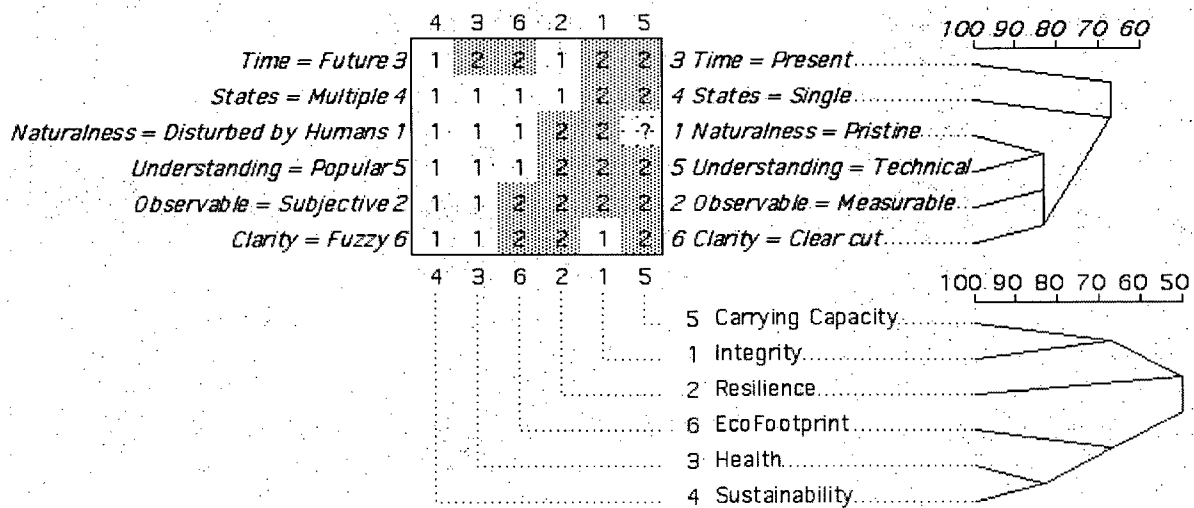 4 3 6 2 1 5
100 90 80 70 60
Time = Future 3 1 2 2 1 2 2 3 Time = Present
States = Multiple 4 1 1 1 1 2 2 4 States = Single
Naturalness = Disturbed by Humans 1 1 1 1 2 2 ? 1 Naturalness = Pristine
Understanding = Popular 5 1 1 1 2 2 2 5 Understanding = Technical
Observable = Subjective 2 1 1 2 2 2 2 2 Observable = Measurable
Clarity = Fuzzy 6 1 1 2 2 1 2 6 Clarity = Clear cut
4 3 6 2 1 5
100 90 80 70 60 50
5 Carrying Capacity
1 Integrity
2 Resilience
6 EcoFootprint
3 Health
4 Sustainability